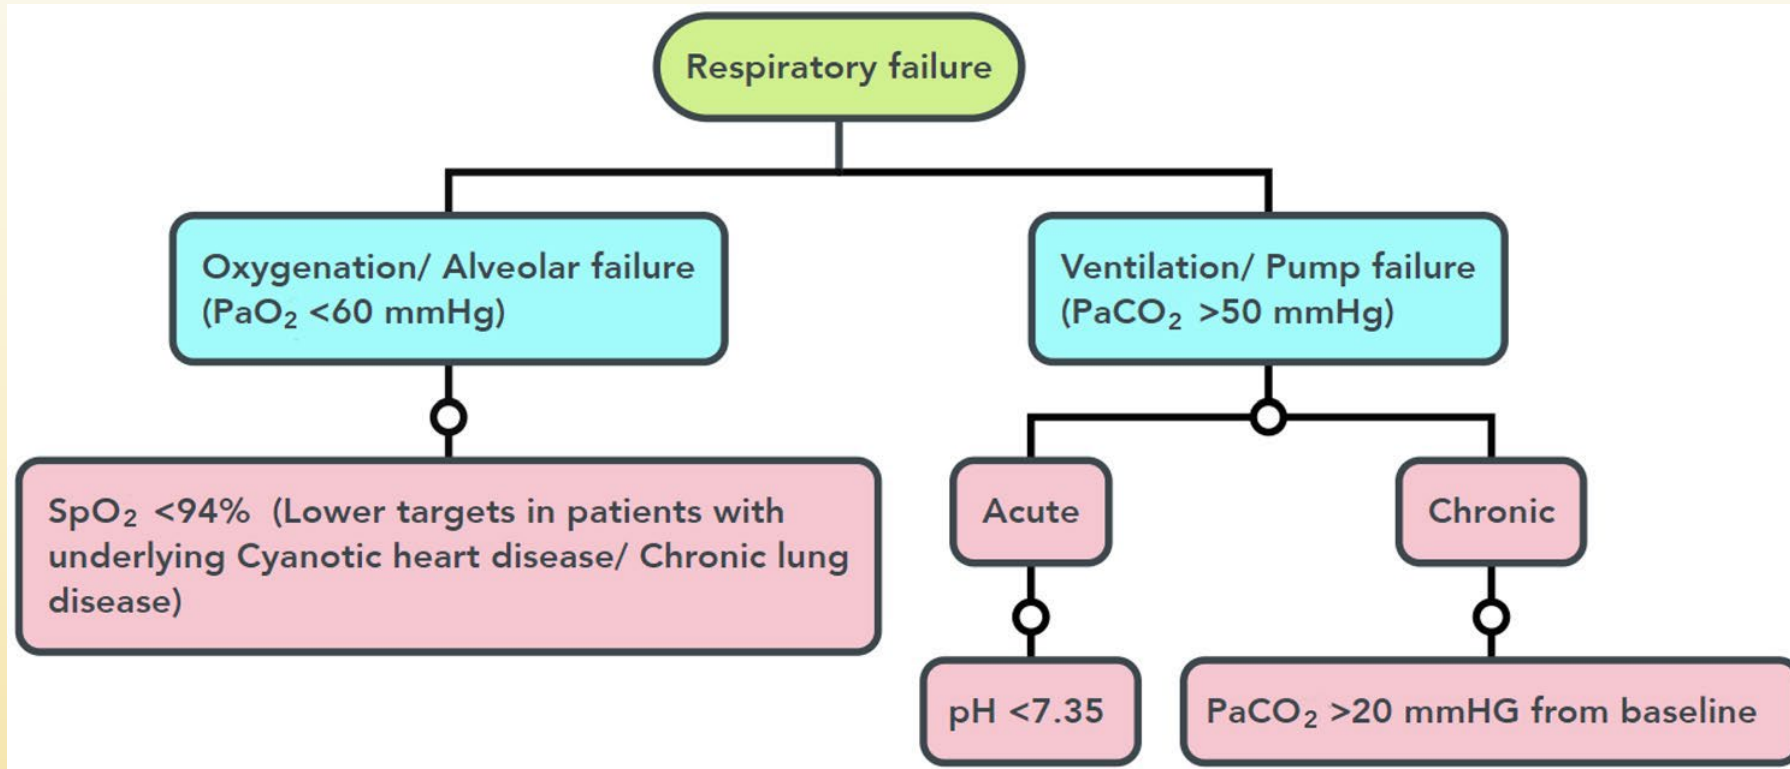 Respiratory failure
Oxygenation/ Alveolar failure
(PaO₂ <60 mmHg)
Ventilation/ Pump failure
(PaCO₂ >50 mmHg)
SpO₂ <94% (Lower targets in patients with
underlying Cyanotic heart disease/ Chronic lung
disease)
Acute
Chronic
pH <7.35
PaCO₂ >20 mmHG from baseline